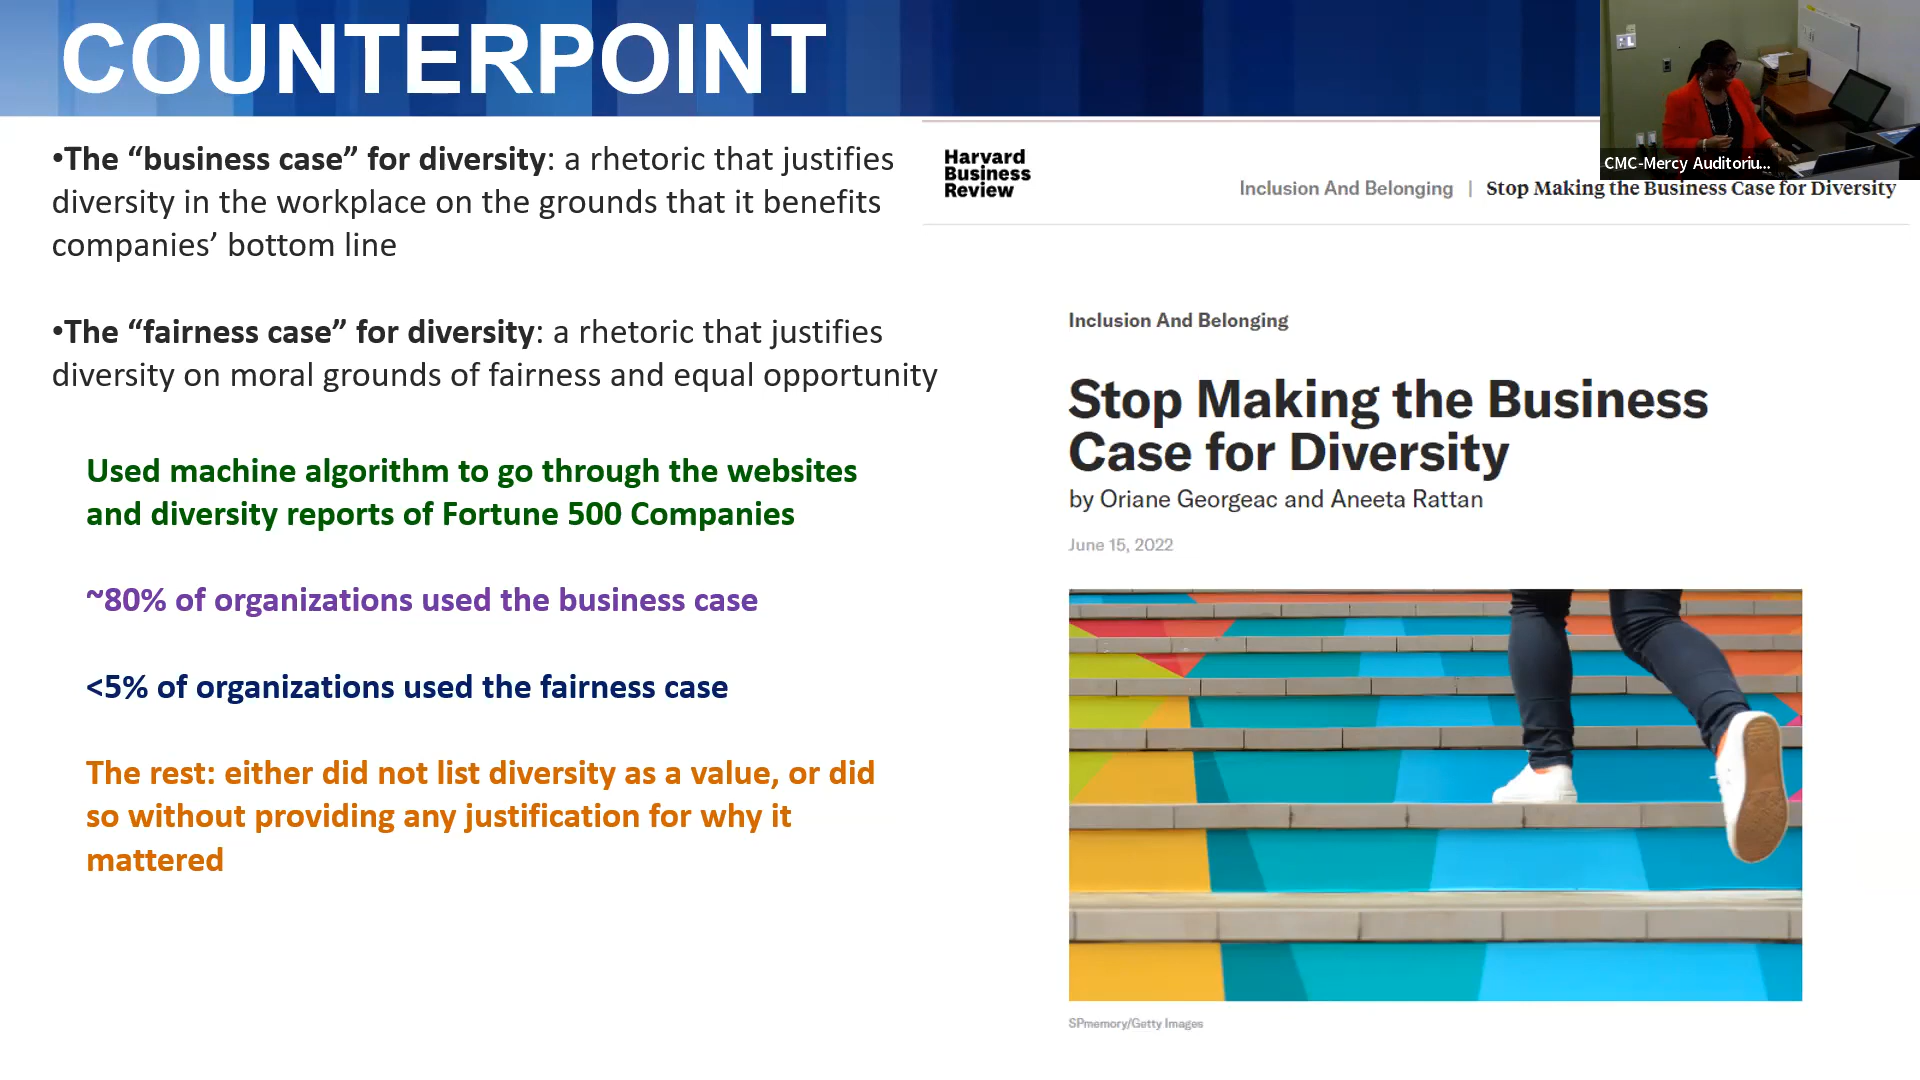 COUNTERPOINT
•The “business case” for diversity: a rhetoric that justifies
diversity in the workplace on the grounds that it benefits
companies’ bottom line
•The “fairness case” for diversity: a rhetoric that justifies
diversity on moral grounds of fairness and equal opportunity
Used machine algorithm to go through the websites
and diversity reports of Fortune 500 Companies
~80% of organizations used the business case
<5% of organizations used the fairness case
The rest: either did not list diversity as a value, or did
so without providing any justification for why it
mattered
CMC-Mercy Auditoriu...
Harvard
Business
Review
Inclusion And Belonging | Stop Making the Business Case for Diversity
Inclusion And Belonging
Stop Making the Business
Case for Diversity
by Oriane Georgeac and Aneeta Rattan
June 15, 2022
SPmemory/Getty Images